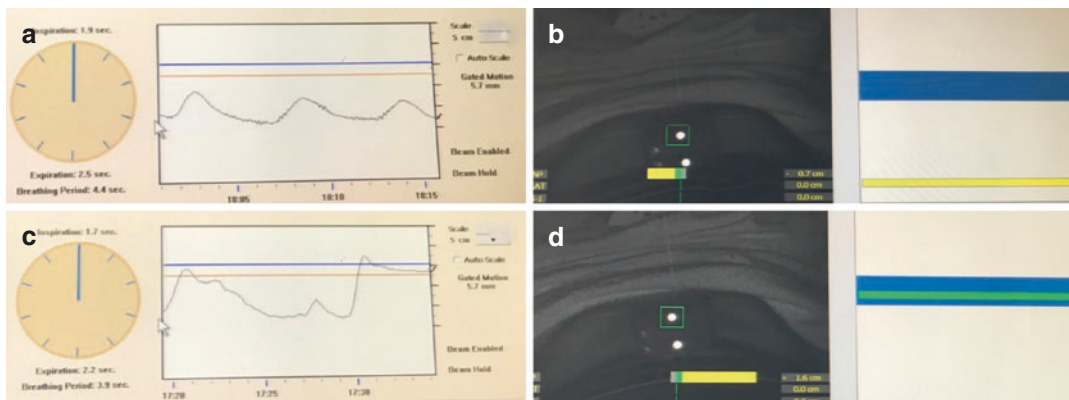 a
Inspiration: 1.9 sec.
Expiration: 2.5 sec.
Breathing Period: 4.4 sec.
Scale
5 cm
Auto Scale
Gated Motion
5.7 mm
Beam Enabled
Beam Hold
18:05 18:10 18:15
b
- 0.7 cm
0.0 cm
0.0 cm
c
Inspiration: 1.7 sec.
Expiration: 2.2 sec.
Breathing Period: 3.9 sec.
Scale
5 cm
Auto Scale
Gated Motion
5.7 mm
Beam Enabled
Beam Hold
17:20 17:25 17:30
d
1.6 cm
0.0 cm